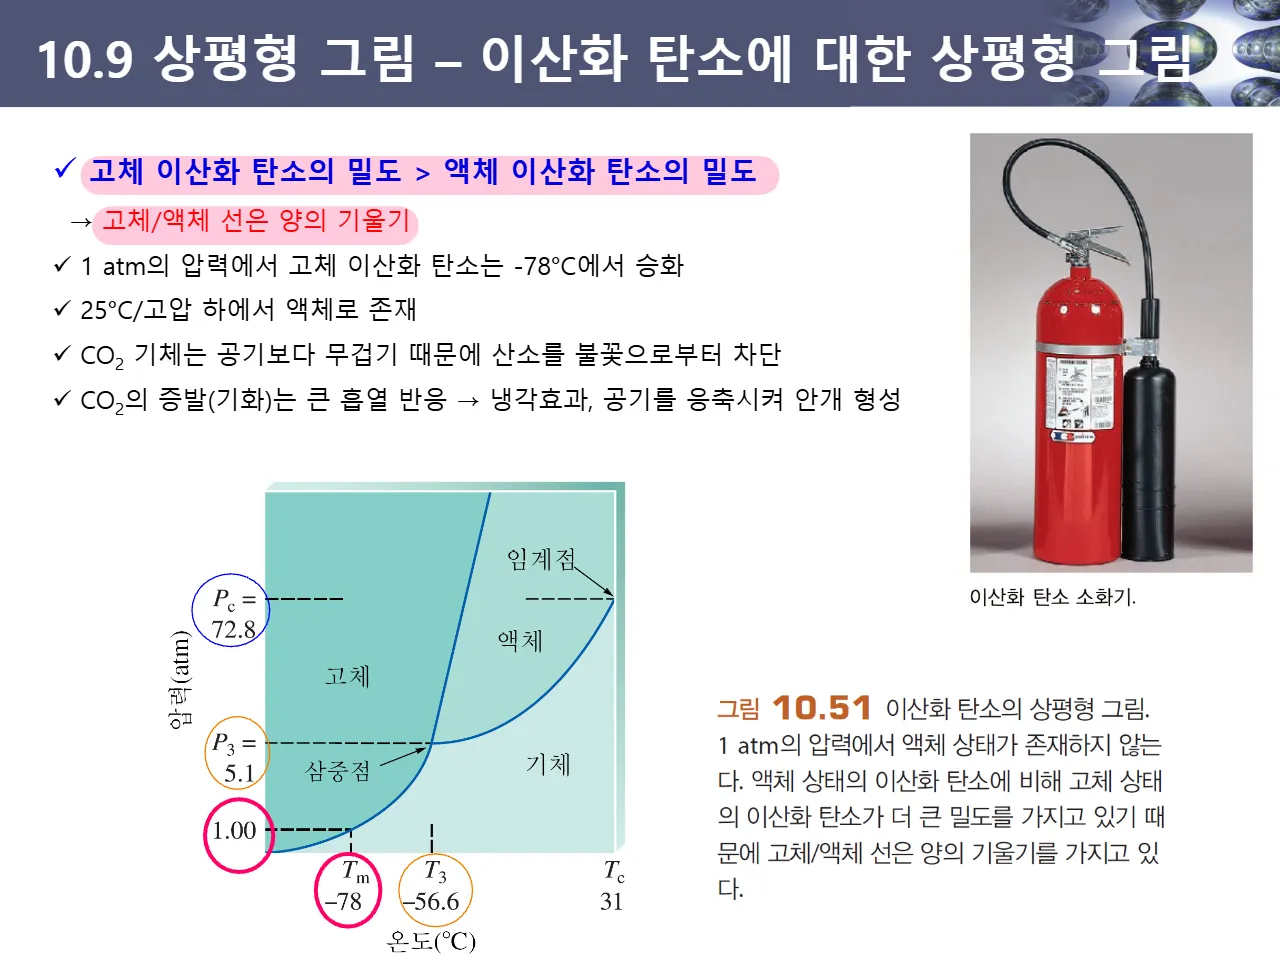 10.9 상평형 그림 – 이산화 탄소에 대한 상평형 그림
✓ 고체 이산화 탄소의 밀도 > 액체 이산화 탄소의 밀도
→ 고체/액체 선은 양의 기울기
✓ 1 atm의 압력에서 고체 이산화 탄소는 -78°C에서 승화
✓ 25°C/고압 하에서 액체로 존재
✓ CO2 기체는 공기보다 무겁기 때문에 산소를 불꽃으로부터 차단
✓ CO2의 증발(기화)는 큰 흡열 반응 → 냉각효과, 공기를 응축시켜 안개 형성
이산화 탄소 소화기.
압력(atm)
Pc =
72.8
P3 =
5.1
1.00
고체
액체
기체
임계점
삼중점
Tm
–78
T3
–56.6
Tc
31
온도(°C)
그림 10.51 이산화 탄소의 상평형 그림.
1 atm의 압력에서 액체 상태가 존재하지 않는
다. 액체 상태의 이산화 탄소에 비해 고체 상태
의 이산화 탄소가 더 큰 밀도를 가지고 있기 때
문에 고체/액체 선은 양의 기울기를 가지고 있
다.